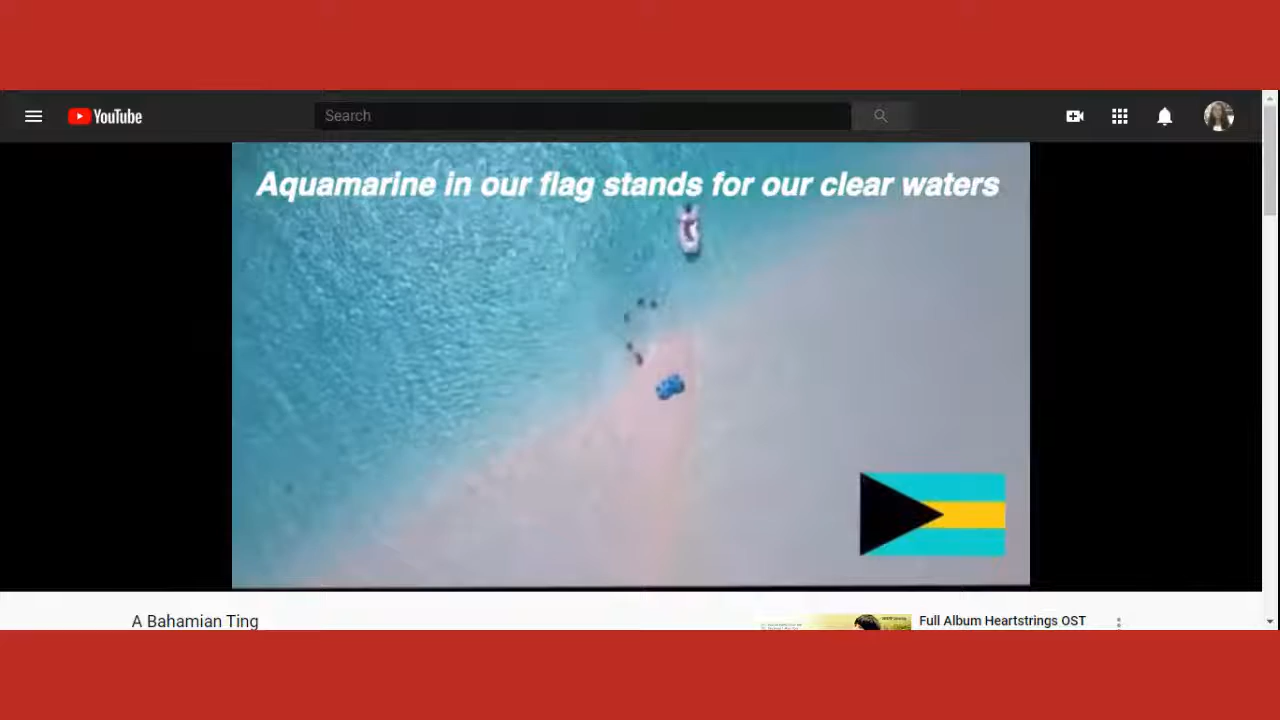 YouTube
Search
Aquamarine in our flag stands for our clear waters
A Bahamian Ting
Full Album Heartstrings OST